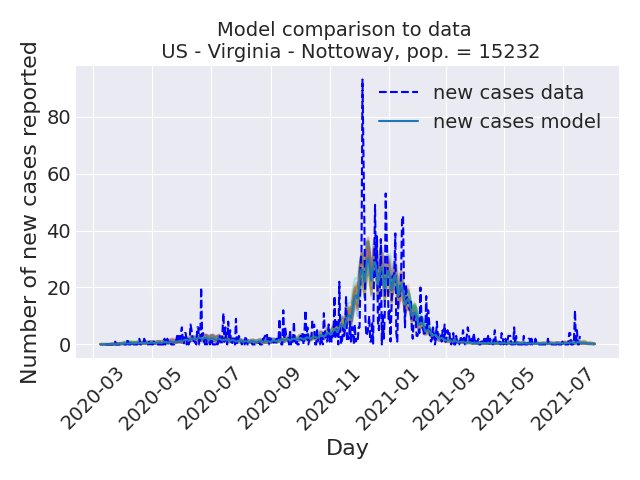 Model comparison to data
US - Virginia - Nottoway, pop. = 15232
Number of new cases reported
80
60
40
20
0
new cases data
new cases model
2020-03
2020-05
2020-07
2020-09
2020-11
2021-01
2021-03
2021-05
2021-07
Day